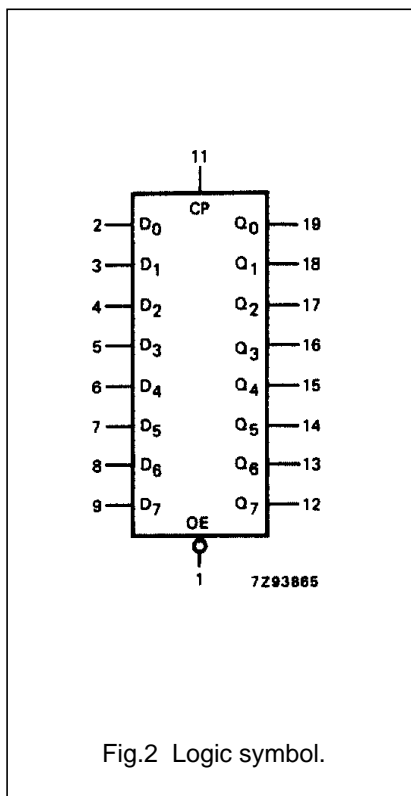 11
CP
2 D0 Q0 19
3 D1 Q1 18
4 D2 Q2 17
5 D3 Q3 16
6 D4 Q4 15
7 D5 Q5 14
8 D6 Q6 13
9 D7 Q7 12
OE
1 7Z93865
Fig.2 Logic symbol.